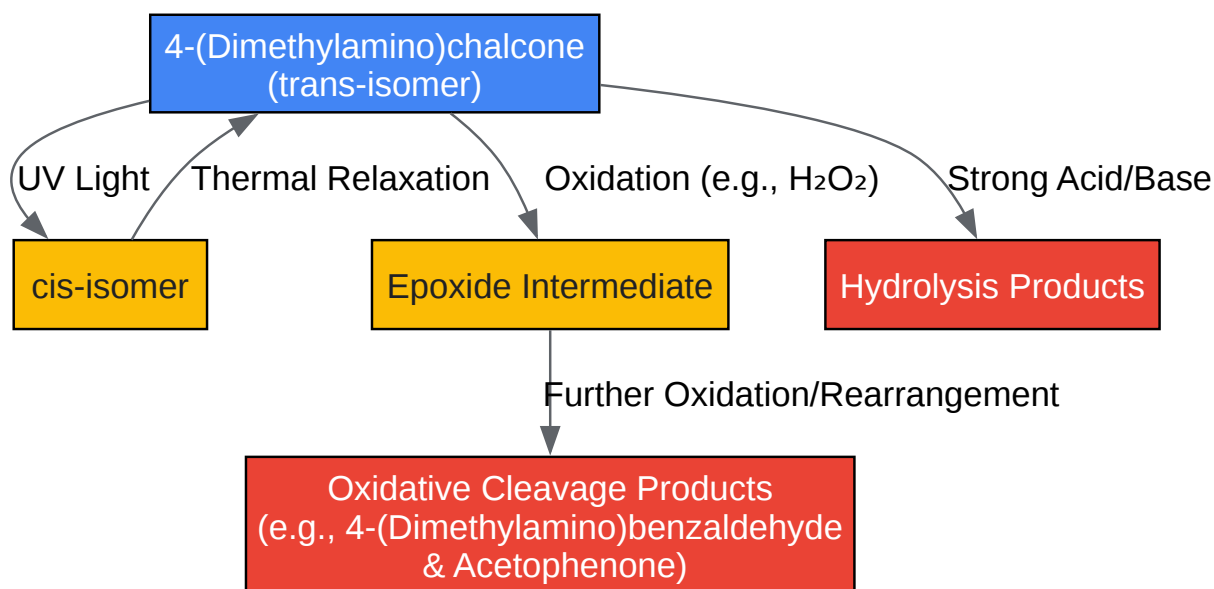 4-(Dimethylamino)chalcone
(trans-isomer)
UV Light
Thermal Relaxation
Oxidation (e.g., H₂O₂)
Strong Acid/Base
cis-isomer
Epoxide Intermediate
Hydrolysis Products
Further Oxidation/Rearrangement
Oxidative Cleavage Products
(e.g., 4-(Dimethylamino)benzaldehyde
& Acetophenone)